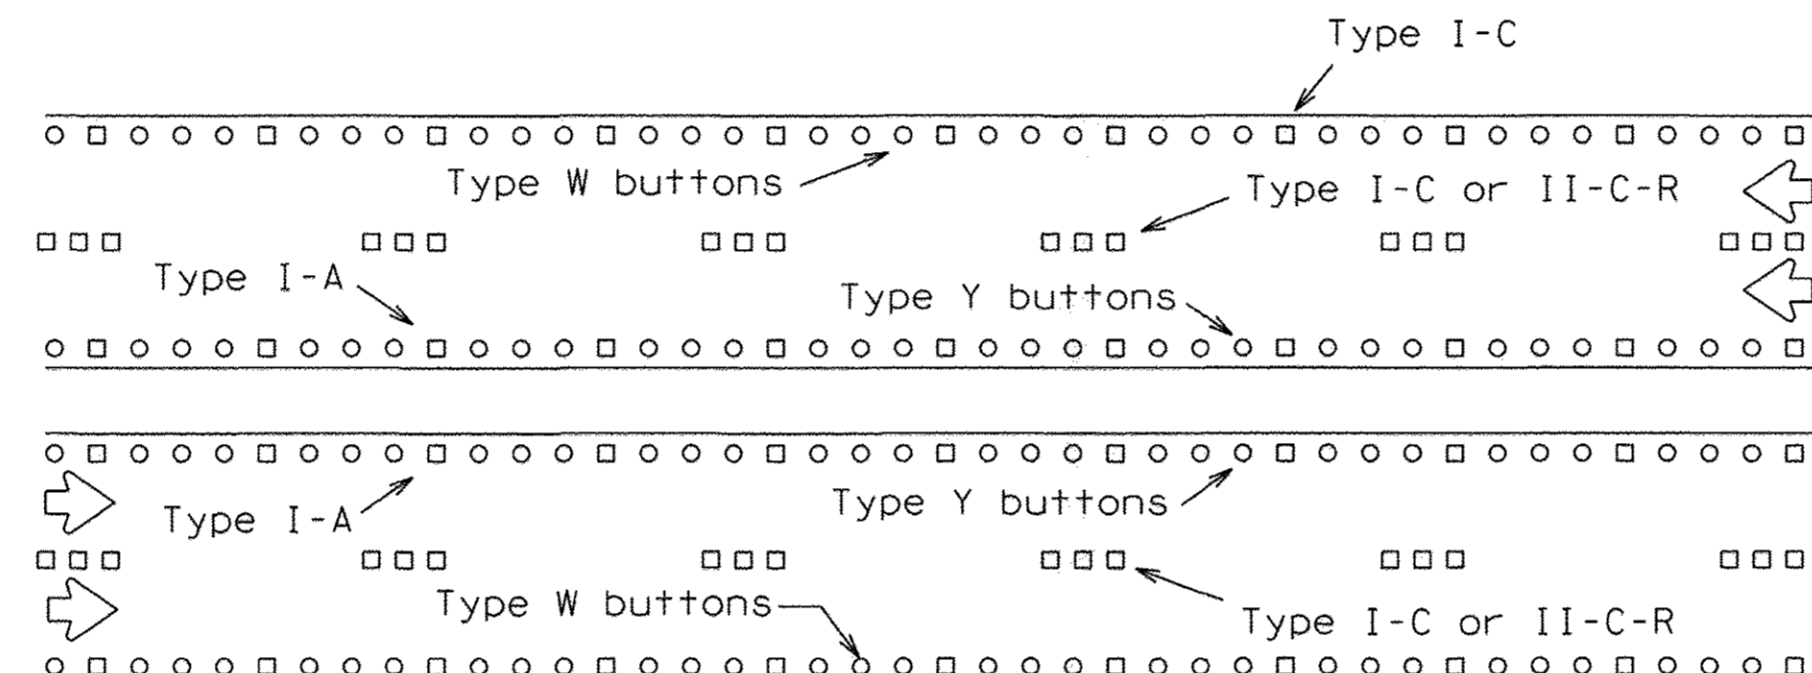 Type I-C
Type W buttons
Type I-C or II-C-R
Type I-A
Type Y buttons
Type Y buttons
Type I-A
Type W buttons
Type I-C or II-C-R